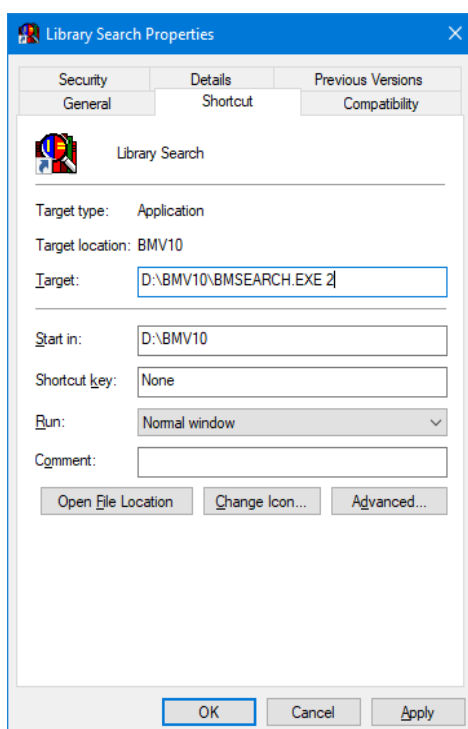 Library Search Properties
Security Details Previous Versions
General Shortcut Compatibility
Library Search
Target type: Application
Target location: BMV10
Target: D:\BMV10\BMSEARCH.EXE 2
Start in: D:\BMV10
Shortcut key: None
Run: Normal window
Comment:
Open File Location Change Icon... Advanced...
OK Cancel Apply